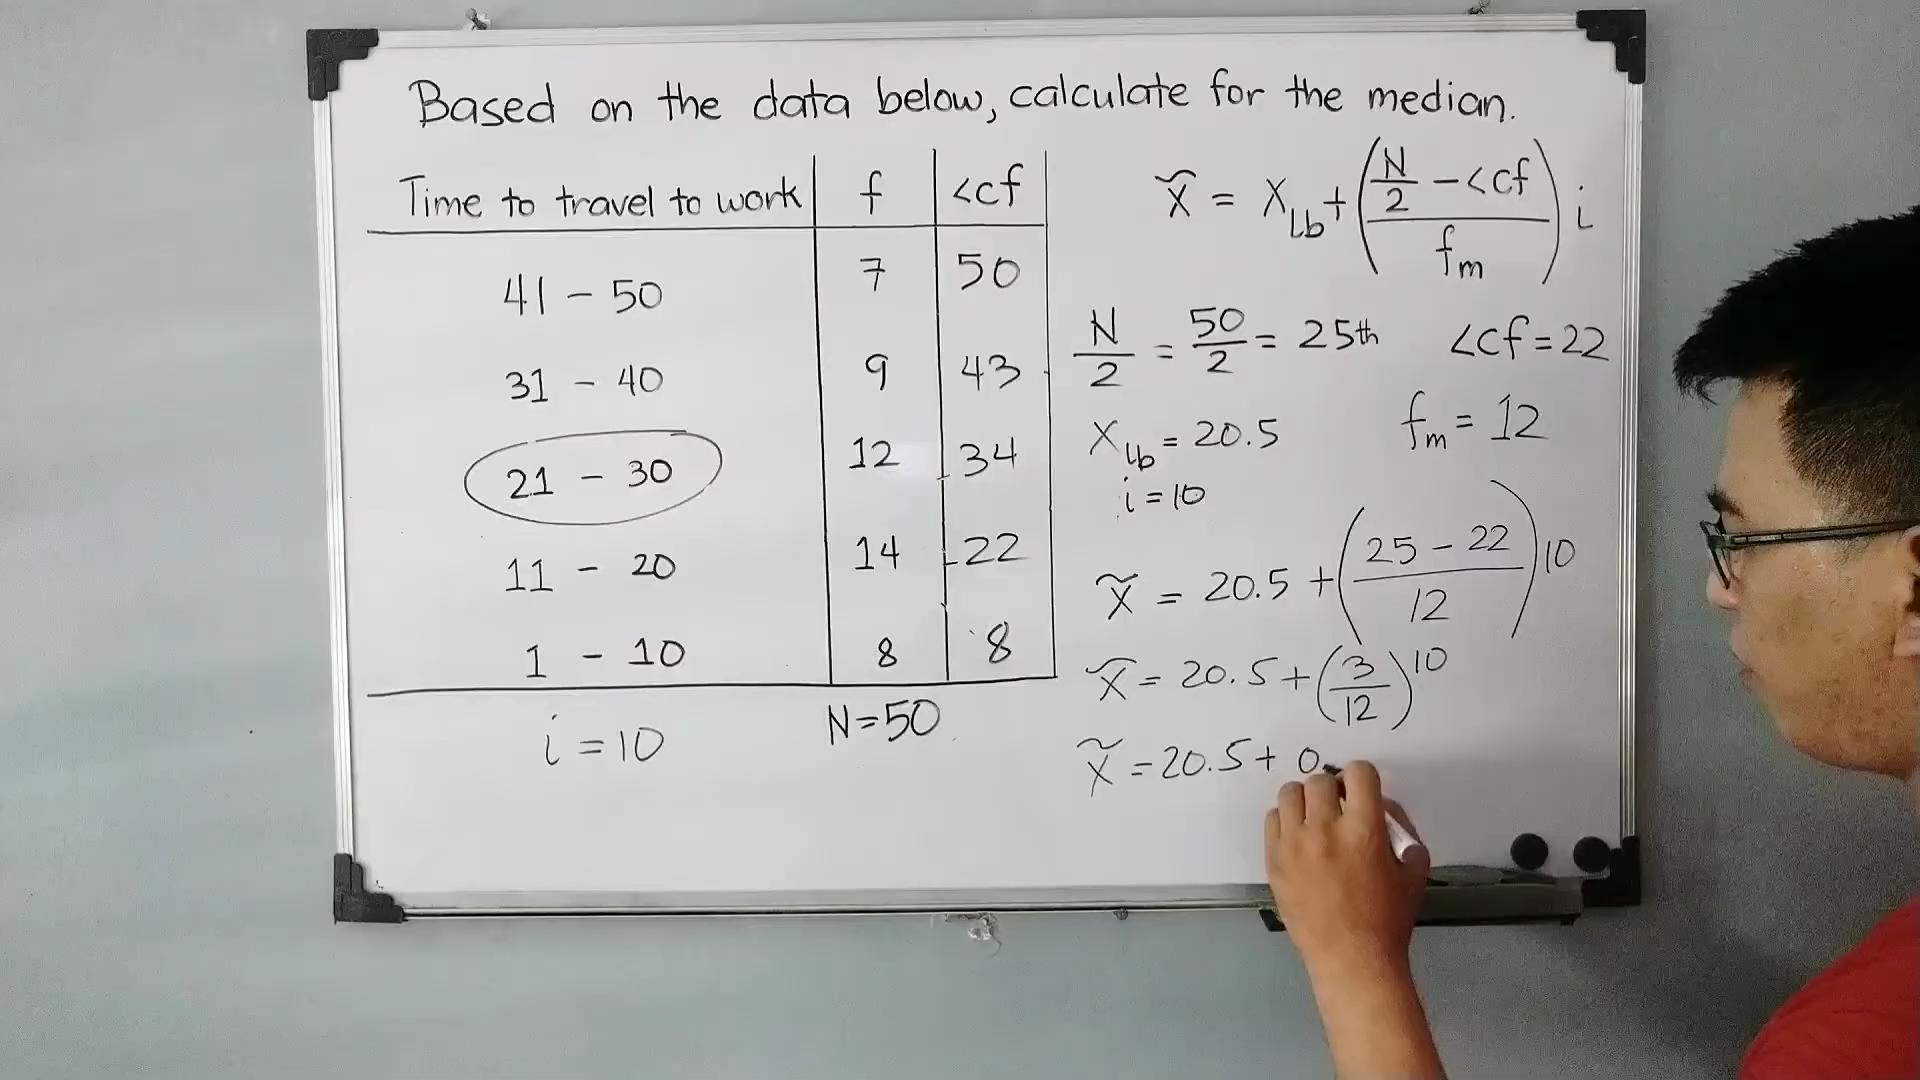 Based on the data below, calculate for the median.
Time to travel to work f <cf
41 - 50 7 50
31 - 40 9 43
21 - 30 12 34
11 - 20 14 22
1 - 10 8 8
i = 10 N=50
x̃ = x_lb + (N/2 - <cf / f_m) i
N/2 = 50/2 = 25th <cf = 22
x_lb = 20.5 f_m = 12
i = 10
x̃ = 20.5 + (25 - 22 / 12) 10
x̃ = 20.5 + (3/12) 10
x̃ = 20.5 + 0.